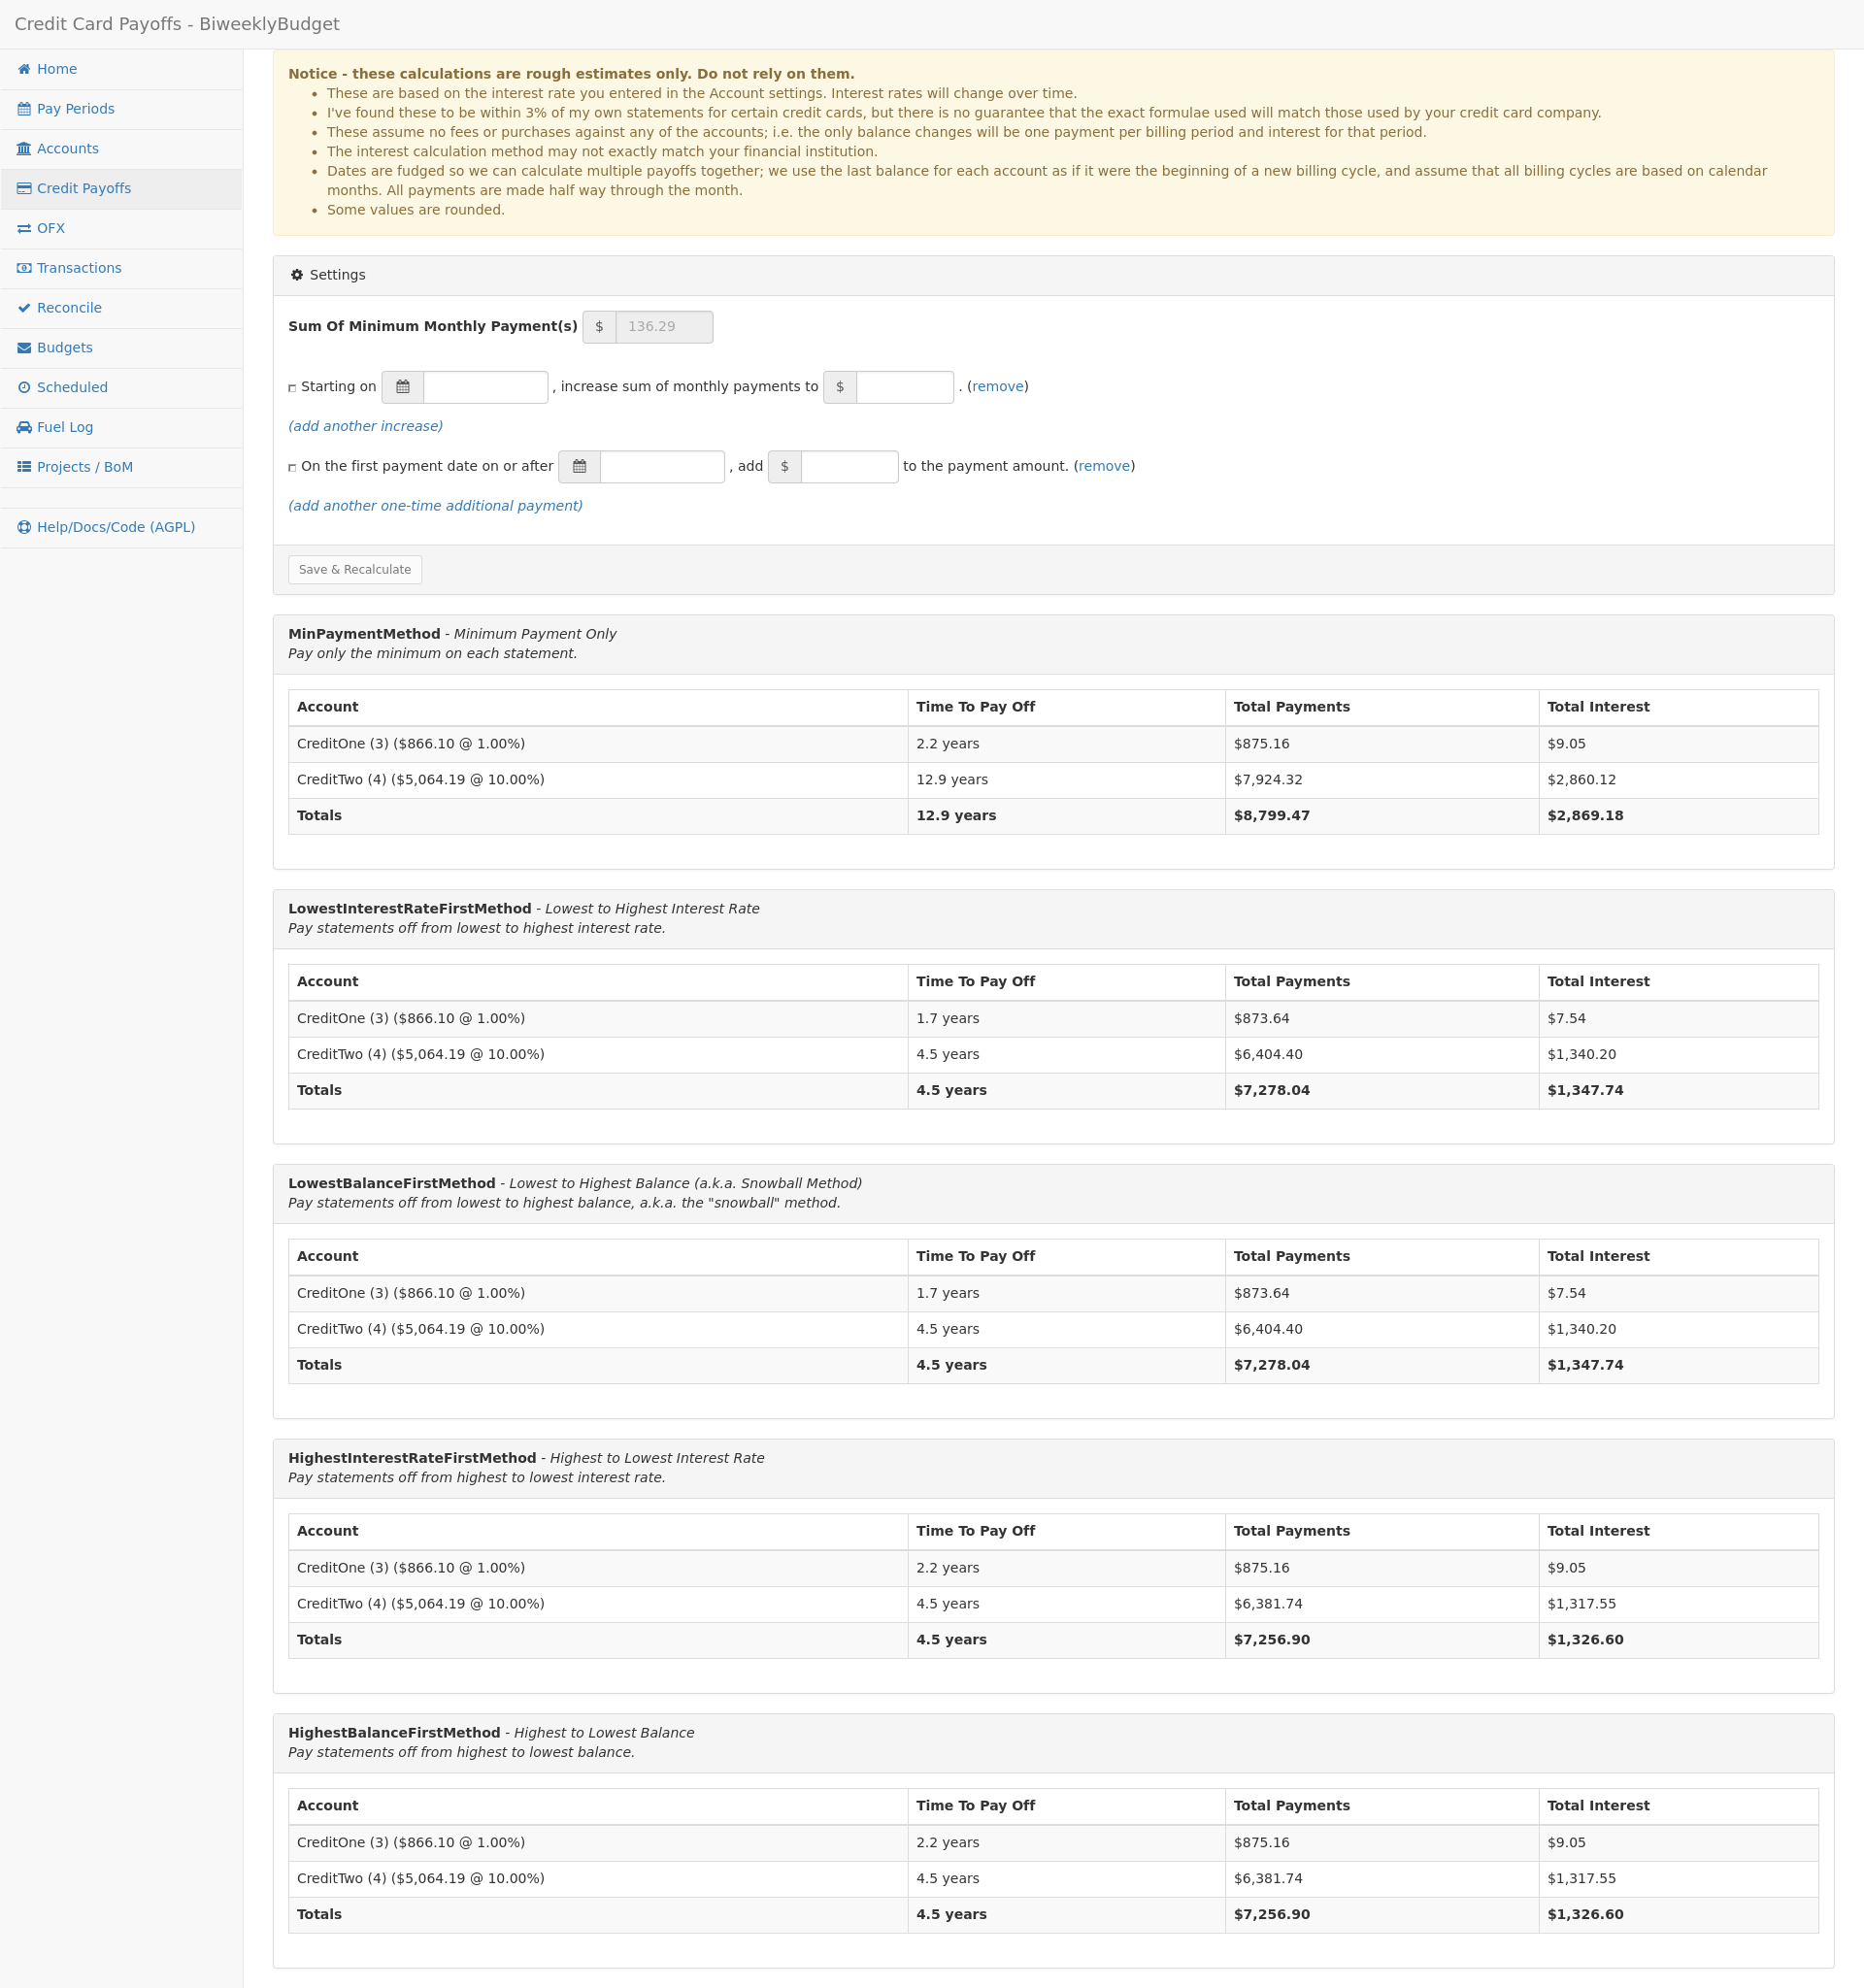 Credit Card Payoffs - BiweeklyBudget
Home
Pay Periods
Accounts
Credit Payoffs
OFX
Transactions
Reconcile
Budgets
Scheduled
Fuel Log
Projects / BoM
Help/Docs/Code (AGPL)
Notice - these calculations are rough estimates only. Do not rely on them.
• These are based on the interest rate you entered in the Account settings. Interest rates will change over time.
• I've found these to be within 3% of my own statements for certain credit cards, but there is no guarantee that the exact formulae used will match those used by your credit card company.
• These assume no fees or purchases against any of the accounts; i.e. the only balance changes will be one payment per billing period and interest for that period.
• The interest calculation method may not exactly match your financial institution.
• Dates are fudged so we can calculate multiple payoffs together; we use the last balance for each account as if it were the beginning of a new billing cycle, and assume that all billing cycles are based on calendar
months. All payments are made half way through the month.
• Some values are rounded.
Settings
Sum Of Minimum Monthly Payment(s) $ 136.29
Starting on , increase sum of monthly payments to $ . (remove)
(add another increase)
On the first payment date on or after , add $ to the payment amount. (remove)
(add another one-time additional payment)
Save & Recalculate
MinPaymentMethod - Minimum Payment Only
Pay only the minimum on each statement.
Account Time To Pay Off Total Payments Total Interest
CreditOne (3) ($866.10 @ 1.00%) 2.2 years $875.16 $9.05
CreditTwo (4) ($5,064.19 @ 10.00%) 12.9 years $7,924.32 $2,860.12
Totals 12.9 years $8,799.47 $2,869.18
LowestInterestRateFirstMethod - Lowest to Highest Interest Rate
Pay statements off from lowest to highest interest rate.
Account Time To Pay Off Total Payments Total Interest
CreditOne (3) ($866.10 @ 1.00%) 1.7 years $873.64 $7.54
CreditTwo (4) ($5,064.19 @ 10.00%) 4.5 years $6,404.40 $1,340.20
Totals 4.5 years $7,278.04 $1,347.74
LowestBalanceFirstMethod - Lowest to Highest Balance (a.k.a. Snowball Method)
Pay statements off from lowest to highest balance, a.k.a. the "snowball" method.
Account Time To Pay Off Total Payments Total Interest
CreditOne (3) ($866.10 @ 1.00%) 1.7 years $873.64 $7.54
CreditTwo (4) ($5,064.19 @ 10.00%) 4.5 years $6,404.40 $1,340.20
Totals 4.5 years $7,278.04 $1,347.74
HighestInterestRateFirstMethod - Highest to Lowest Interest Rate
Pay statements off from highest to lowest interest rate.
Account Time To Pay Off Total Payments Total Interest
CreditOne (3) ($866.10 @ 1.00%) 2.2 years $875.16 $9.05
CreditTwo (4) ($5,064.19 @ 10.00%) 4.5 years $6,381.74 $1,317.55
Totals 4.5 years $7,256.90 $1,326.60
HighestBalanceFirstMethod - Highest to Lowest Balance
Pay statements off from highest to lowest balance.
Account Time To Pay Off Total Payments Total Interest
CreditOne (3) ($866.10 @ 1.00%) 2.2 years $875.16 $9.05
CreditTwo (4) ($5,064.19 @ 10.00%) 4.5 years $6,381.74 $1,317.55
Totals 4.5 years $7,256.90 $1,326.60